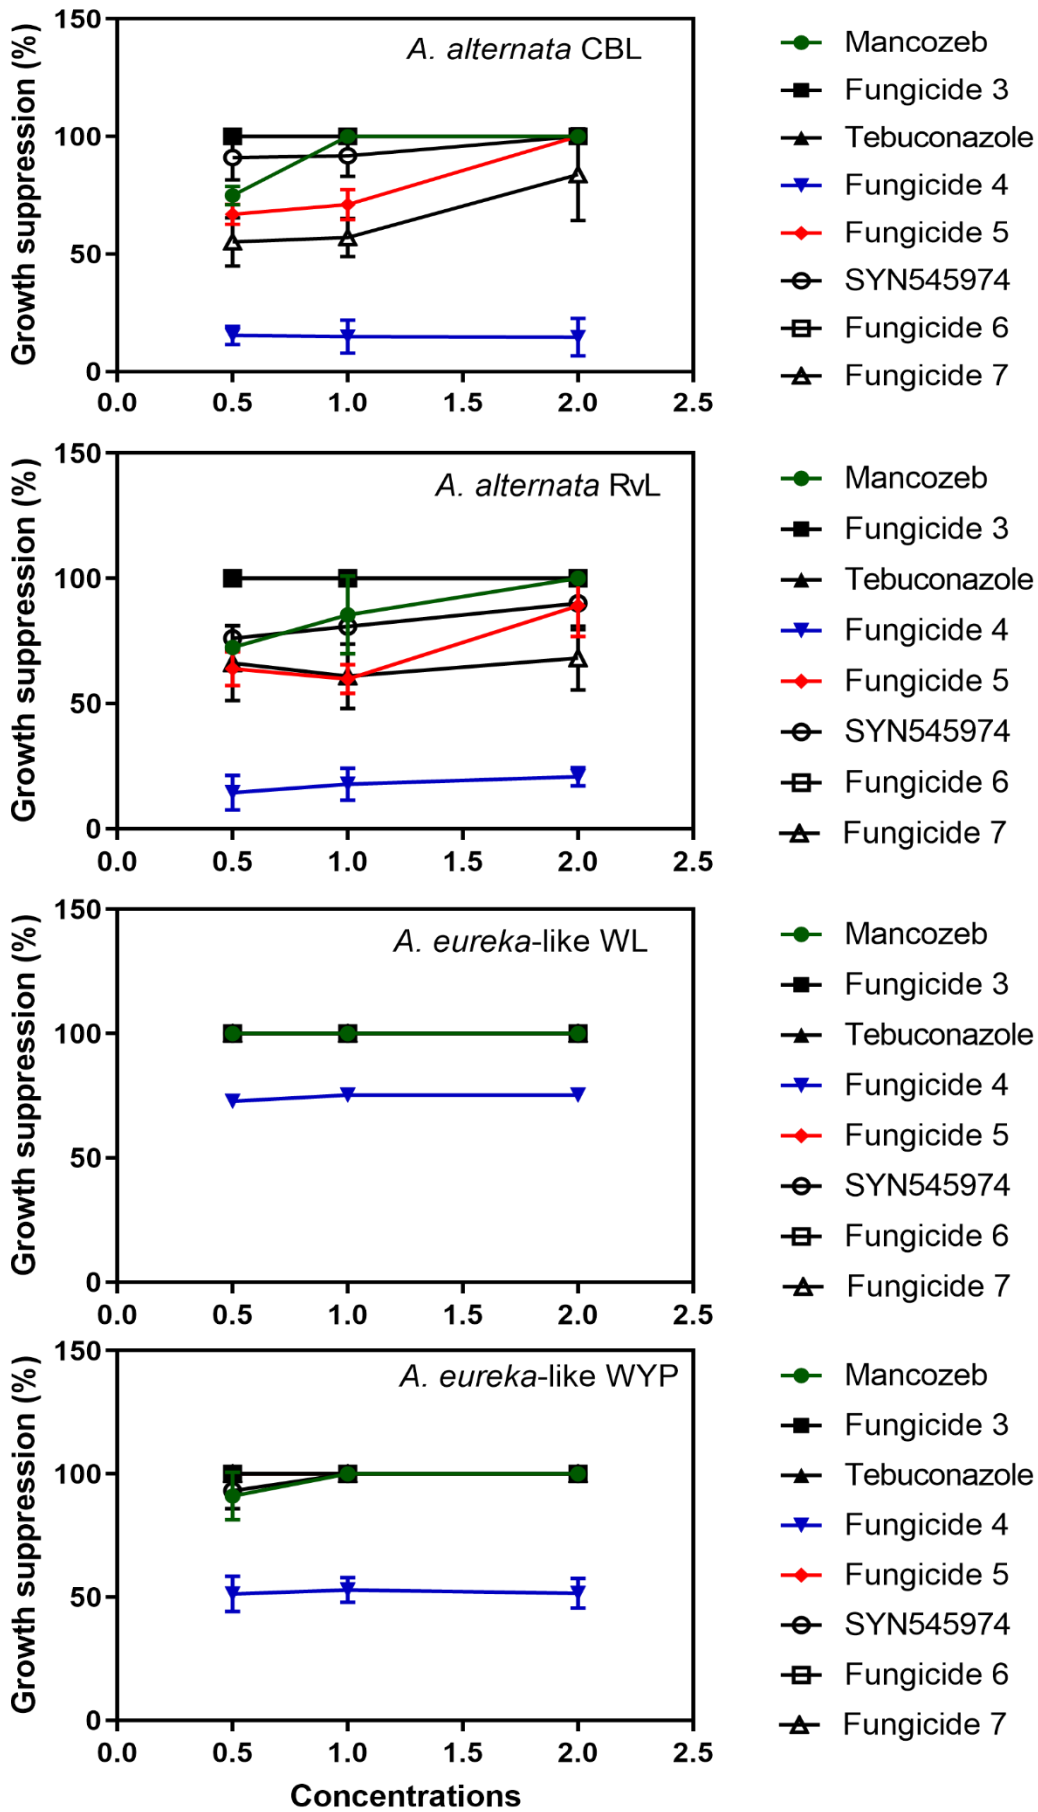 Growth suppression (%)
150
100
50
0
A. alternata CBL
0.0 0.5 1.0 1.5 2.0 2.5
Mancozeb
Fungicide 3
Tebuconazole
Fungicide 4
Fungicide 5
SYN545974
Fungicide 6
Fungicide 7
Growth suppression (%)
150
100
50
0
A. alternata RvL
0.0 0.5 1.0 1.5 2.0 2.5
Mancozeb
Fungicide 3
Tebuconazole
Fungicide 4
Fungicide 5
SYN545974
Fungicide 6
Fungicide 7
Growth suppression (%)
150
100
50
0
A. eureka-like WL
0.0 0.5 1.0 1.5 2.0 2.5
Mancozeb
Fungicide 3
Tebuconazole
Fungicide 4
Fungicide 5
SYN545974
Fungicide 6
Fungicide 7
Growth suppression (%)
150
100
50
0
A. eureka-like WYP
0.0 0.5 1.0 1.5 2.0 2.5
Concentrations
Mancozeb
Fungicide 3
Tebuconazole
Fungicide 4
Fungicide 5
SYN545974
Fungicide 6
Fungicide 7